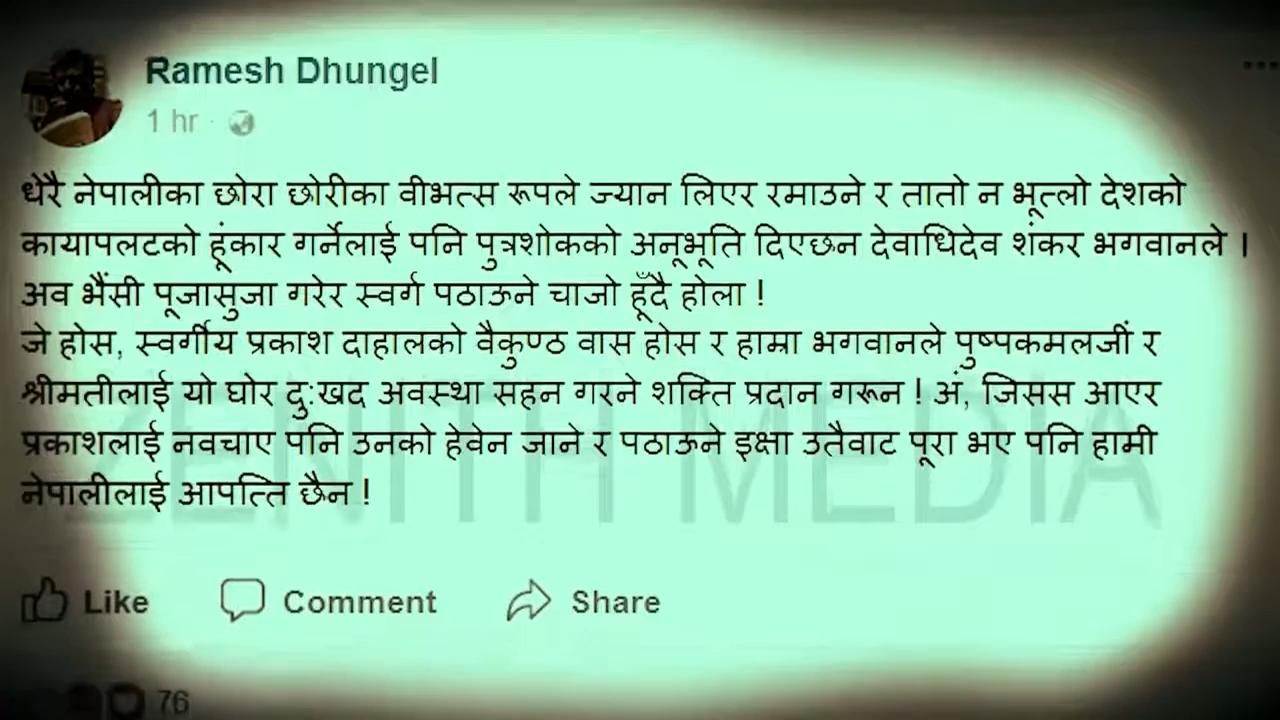 Ramesh Dhungel
1 hr ·
धेरै नेपालीका छोरा छोरीका वीभत्स रूपले ज्यान लिएर रमाउने र तातो न भूत्लो देशको
कायापलटको हूंकार गर्नेलाई पनि पुत्रशोकको अनूभूति दिएछन देवाधिदेव शंकर भगवानले ।
अव भैंसी पूजासुजा गरेर स्वर्ग पठाऊने चाजो हूँदै होला !
जे होस, स्वर्गीय प्रकाश दाहालको वैकुण्ठ वास होस र हाम्रा भगवानले पुष्पकमलजीं र
श्रीमतीलाई यो घोर दु:खद अवस्था सहन गरने शक्ति प्रदान गरून ! अं, जिसस आएर
प्रकाशलाई नवचाए पनि उनको हेवेन जाने र पठाऊने इक्षा उतैवाट पूरा भए पनि हामी
नेपालीलाई आपत्ति छैन !
ZENITH MEDIA
Like Comment Share
76